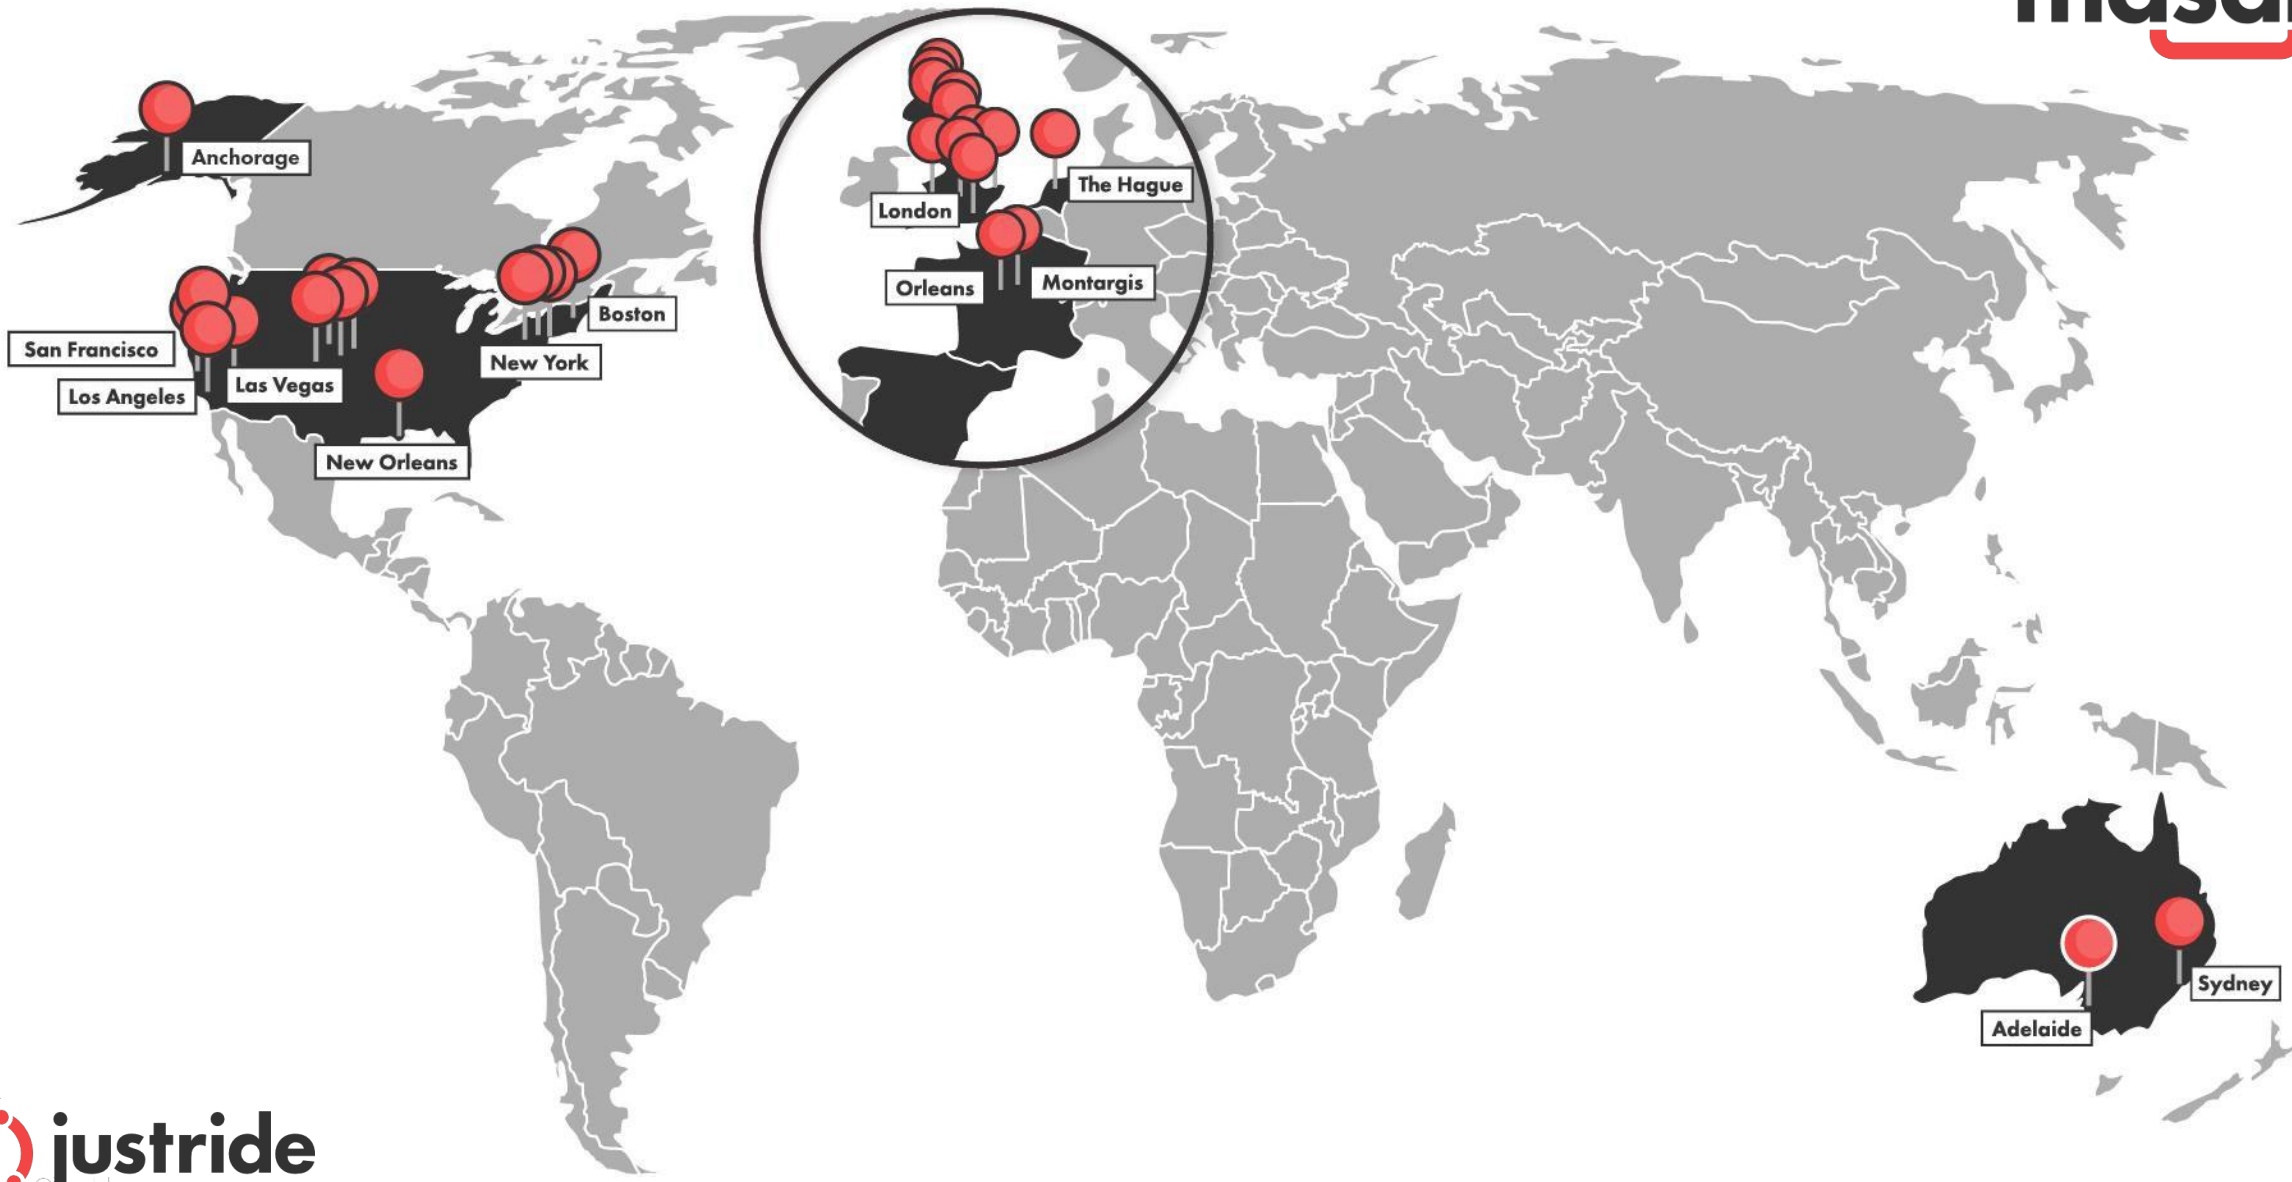 Anchorage
The Hague
London
Orleans
Montargis
Boston
San Francisco
New York
Las Vegas
Los Angeles
New Orleans
Sydney
Adelaide
justride